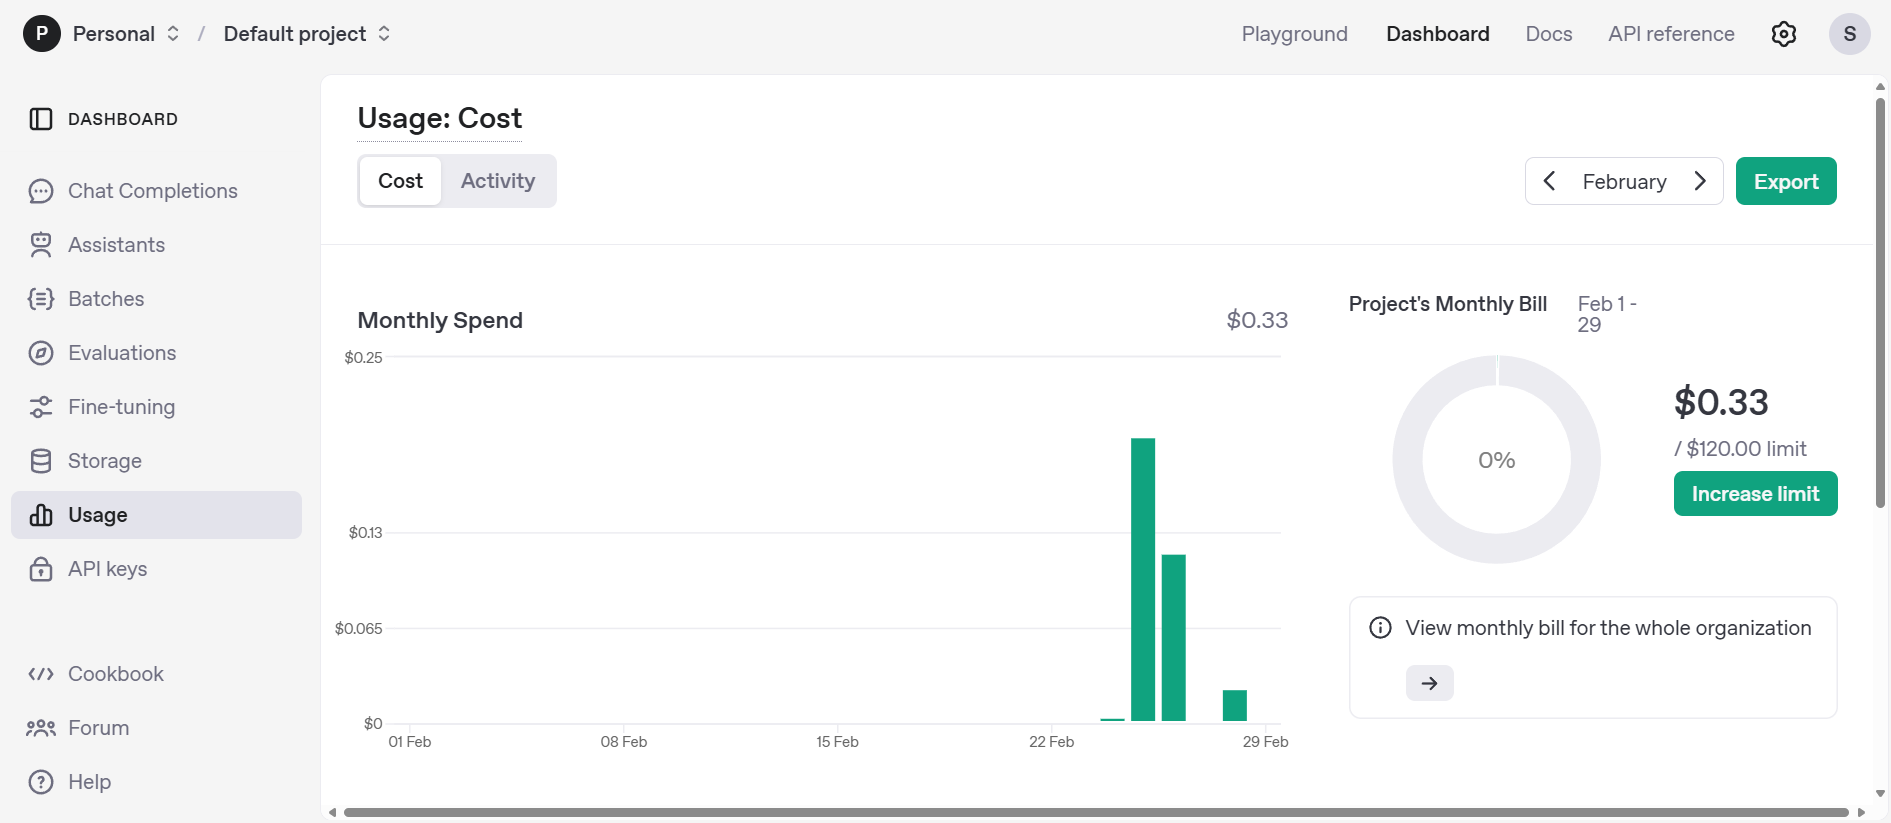 P Personal / Default project
Playground Dashboard Docs API reference S
DASHBOARD
Chat Completions
Assistants
Batches
Evaluations
Fine-tuning
Storage
Usage
API keys
Cookbook
Forum
Help
Usage: Cost
Cost Activity
February
Export
Monthly Spend $0.33
$0.25
$0.13
$0.065
$0
01 Feb 08 Feb 15 Feb 22 Feb 29 Feb
Project's Monthly Bill Feb 1 -
29
0%
$0.33
/ $120.00 limit
Increase limit
View monthly bill for the whole organization